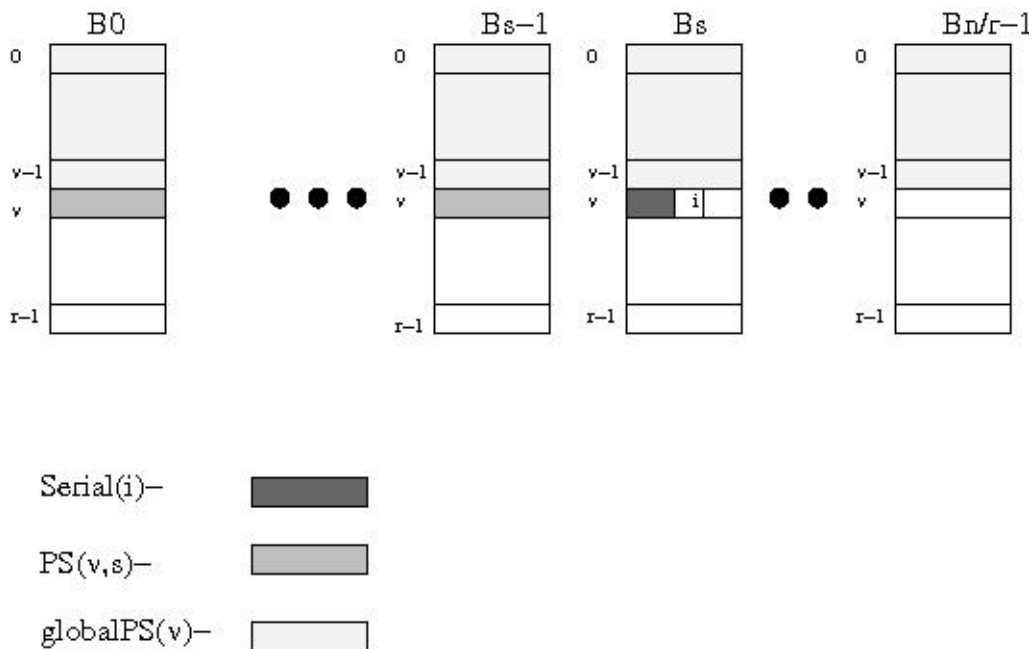 B0 Bs-1 Bs Bn/r-1
0 0 0 0
v-1 v-1 v-1 v-1
v v v i v
r-1 r-1 r-1 r-1
Serial(i)-
PS(v,s)-
globalPS(v)-